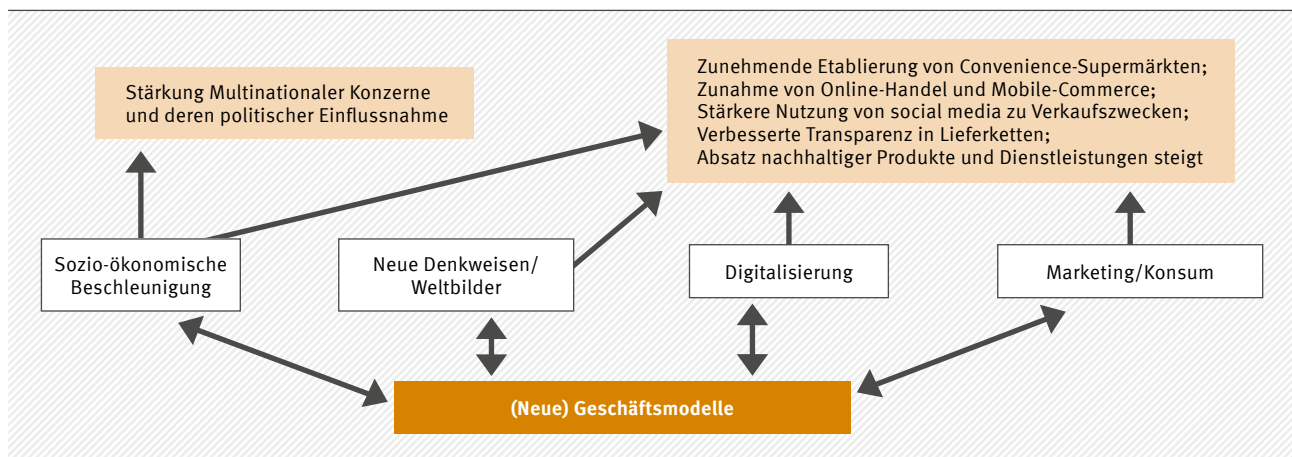 Stärkung Multinationaler Konzerne
und deren politischer Einflussnahme
Zunehmende Etablierung von Convenience-Supermärkten;
Zunahme von Online-Handel und Mobile-Commerce;
Stärkere Nutzung von social media zu Verkaufszwecken;
Verbesserte Transparenz in Lieferketten;
Absatz nachhaltiger Produkte und Dienstleistungen steigt
Sozio-ökonomische
Beschleunigung
Neue Denkweisen/
Weltbilder
Digitalisierung
Marketing/Konsum
(Neue) Geschäftsmodelle